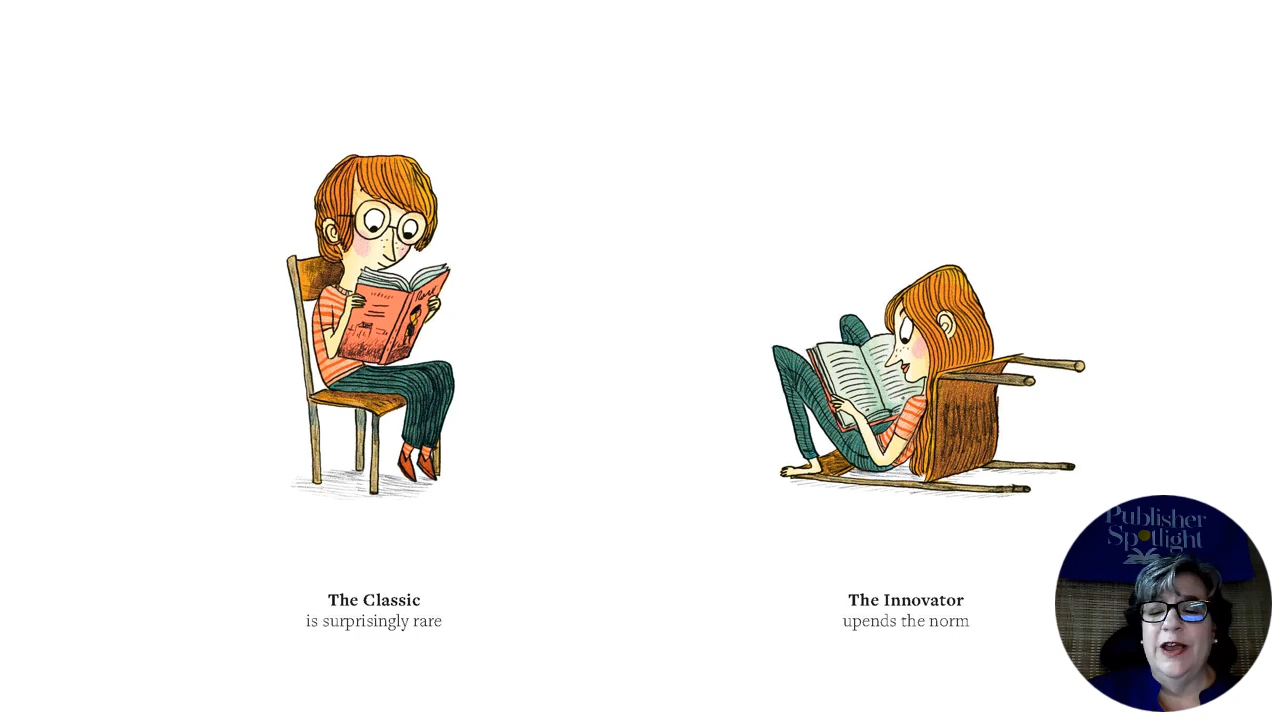 The Classic
is surprisingly rare
The Innovator
upends the norm
Publisher
Spotlight